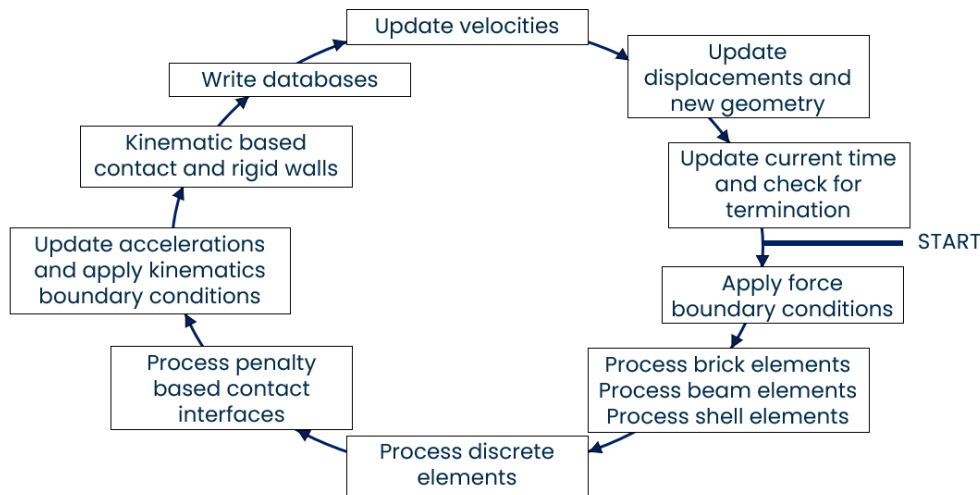 Update velocities
Update
displacements and
new geometry
Update current time
and check for
termination
START
Apply force
boundary conditions
Process brick elements
Process beam elements
Process shell elements
Process discrete
elements
Process penalty
based contact
interfaces
Update accelerations
and apply kinematics
boundary conditions
Kinematic based
contact and rigid walls
Write databases